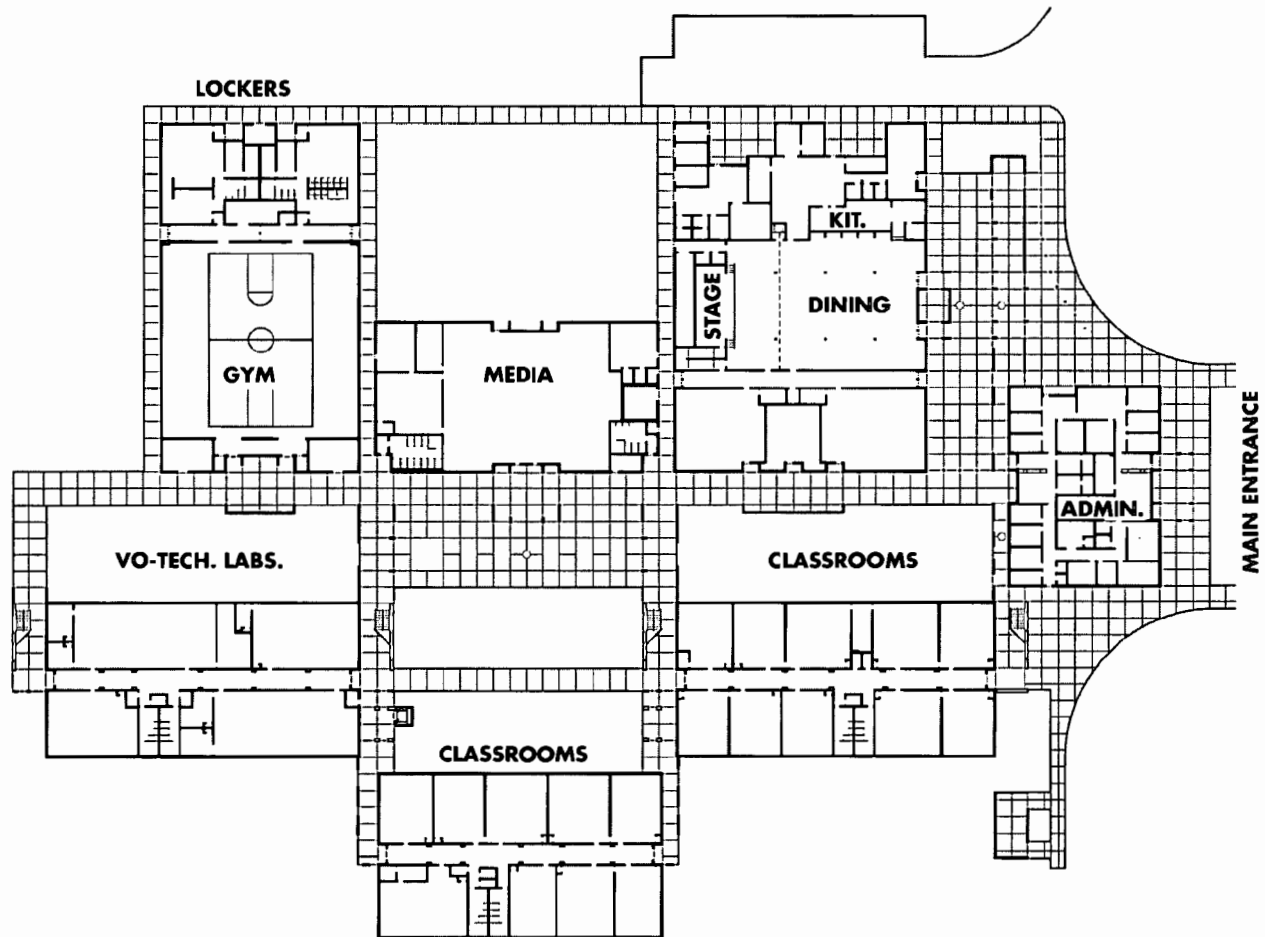 LOCKERS
KIT.
STAGE
DINING
GYM
MEDIA
MAIN ENTRANCE
ADMIN.
VO-TECH. LABS.
CLASSROOMS
CLASSROOMS